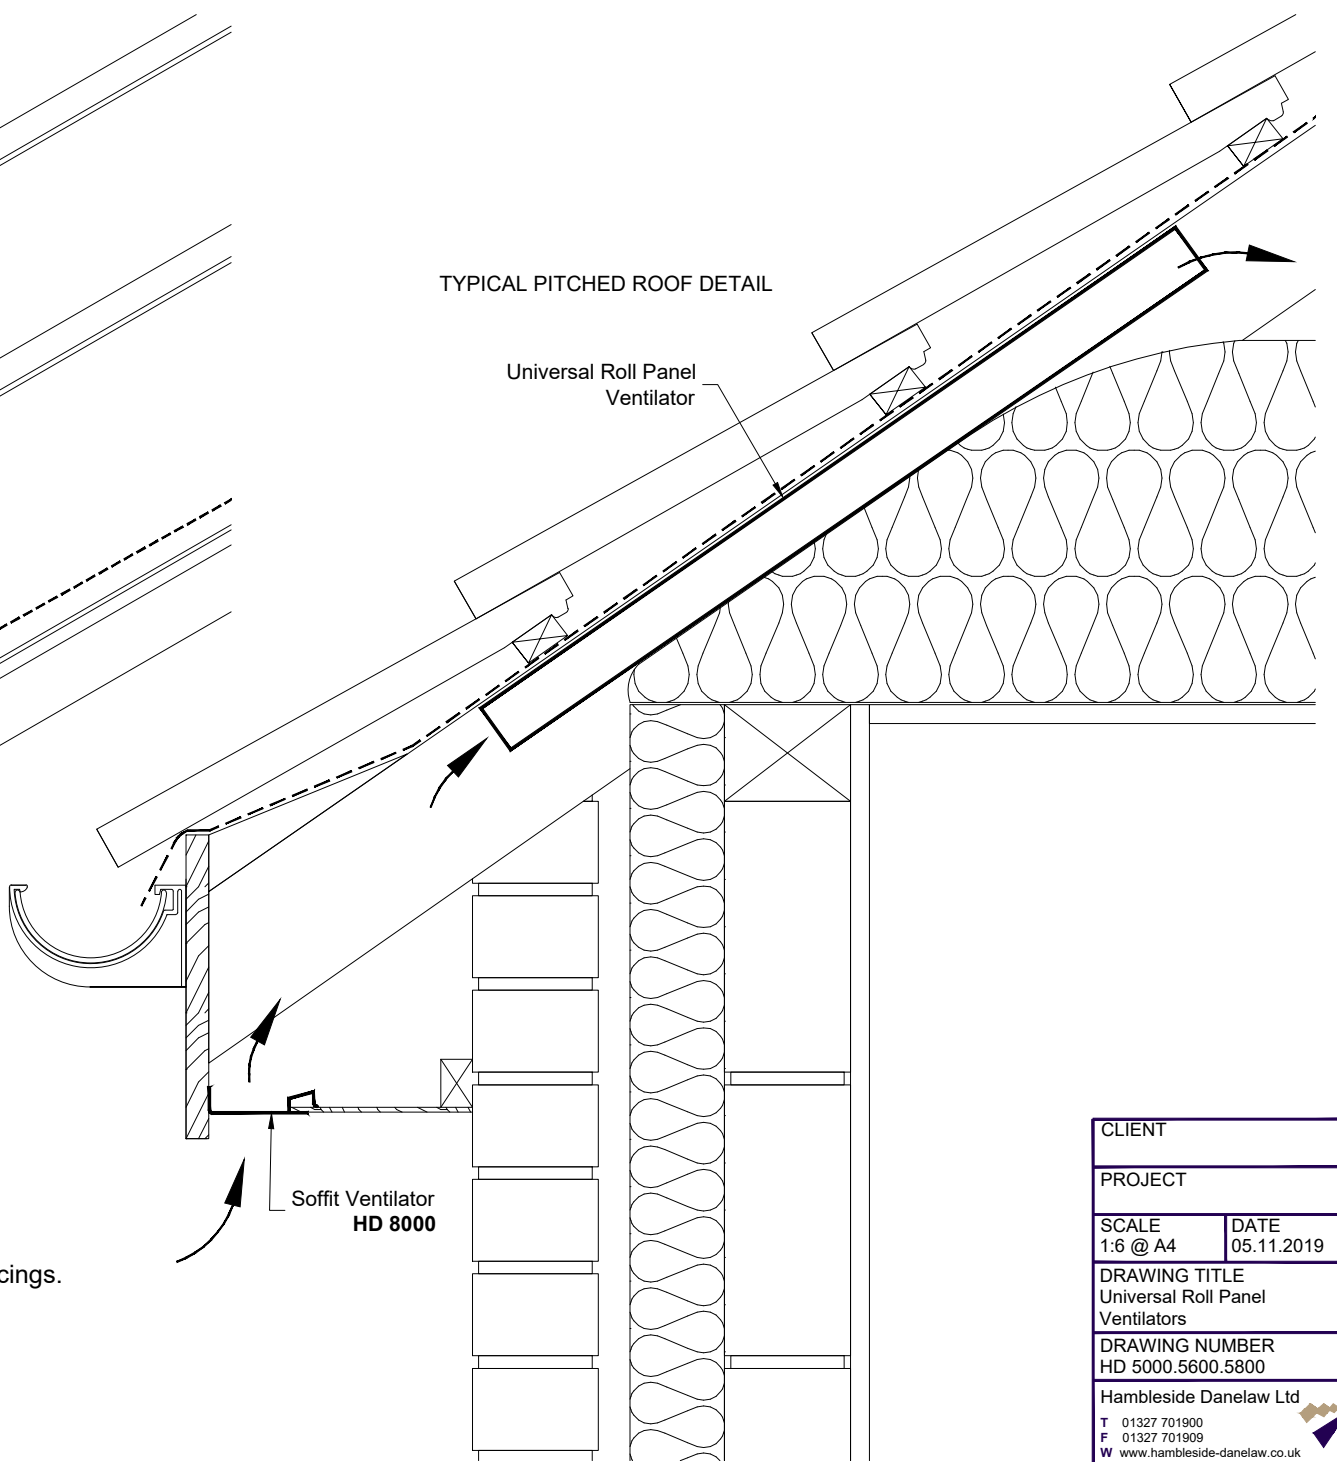 TYPICAL PITCHED ROOF DETAIL
Universal Roll Panel
Ventilator
Soffit Ventilator
HD 8000
cings.
CLIENT
PROJECT
SCALE
1:6 @ A4
DATE
05.11.2019
DRAWING TITLE
Universal Roll Panel
Ventilators
DRAWING NUMBER
HD 5000.5600.5800
Hambleside Danelaw Ltd
T 01327 701900
F 01327 701909
W www.hambleside-danelaw.co.uk